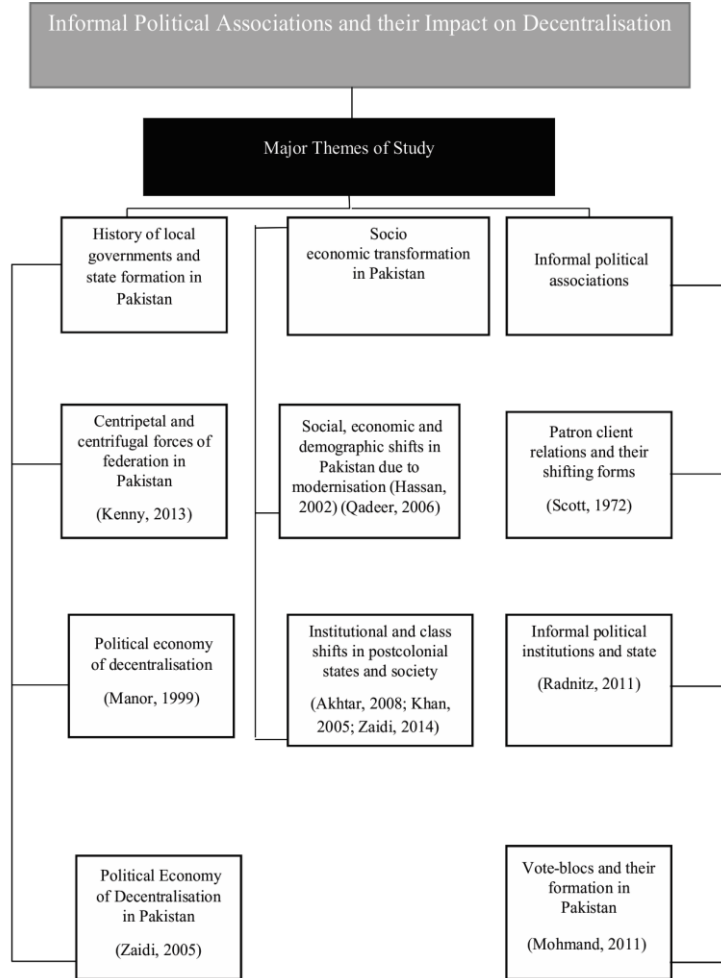 Informal Political Associations and their Impact on Decentralisation
Major Themes of Study
History of local
governments and
state formation in
Pakistan
Socio
economic transformation
in Pakistan
Informal political
associations
Centripetal and
centrifugal forces of
federation in
Pakistan
(Kenny, 2013)
Social, economic and
demographic shifts in
Pakistan due to
modernisation (Hassan,
2002) (Qadeer, 2006)
Patron client
relations and their
shifting forms
(Scott, 1972)
Political economy
of decentralisation
(Manor, 1999)
Institutional and class
shifts in postcolonial
states and society
(Akhtar, 2008; Khan,
2005; Zaidi, 2014)
Informal political
institutions and state
(Radnitz, 2011)
Political Economy
of Decentralisation
in Pakistan
(Zaidi, 2005)
Vote-blocs and their
formation in
Pakistan
(Mohmand, 2011)